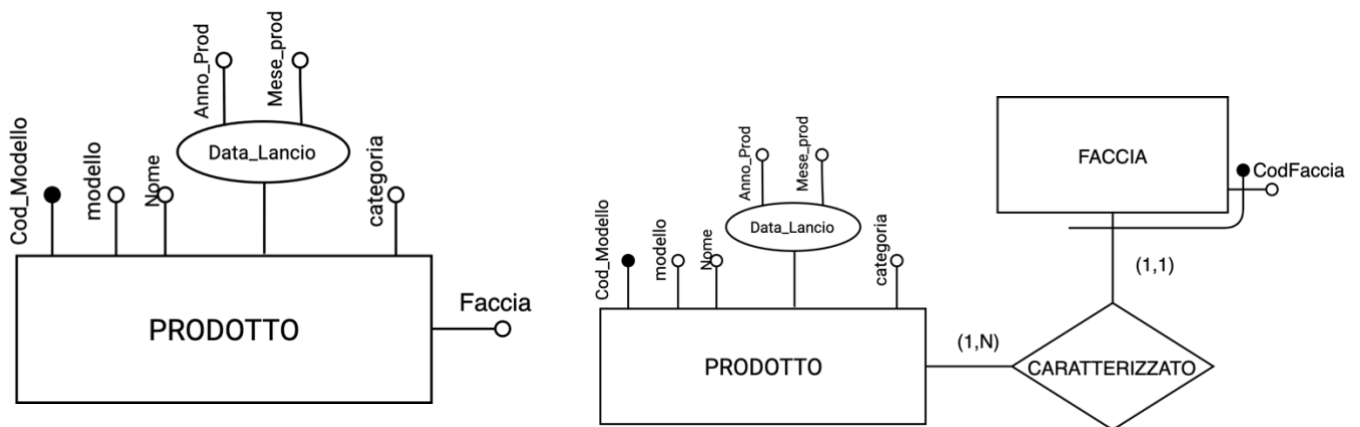 Cod_Modello
modello
Nome
Anno_Prod
Mese_prod
Data_Lancio
categoria
PRODOTTO
Faccia
Cod_Modello
modello
Nome
Anno_Prod
Mese_prod
Data_Lancio
categoria
PRODOTTO
(1,N)
CARATTERIZZATO
(1,1)
FACCIA
CodFaccia